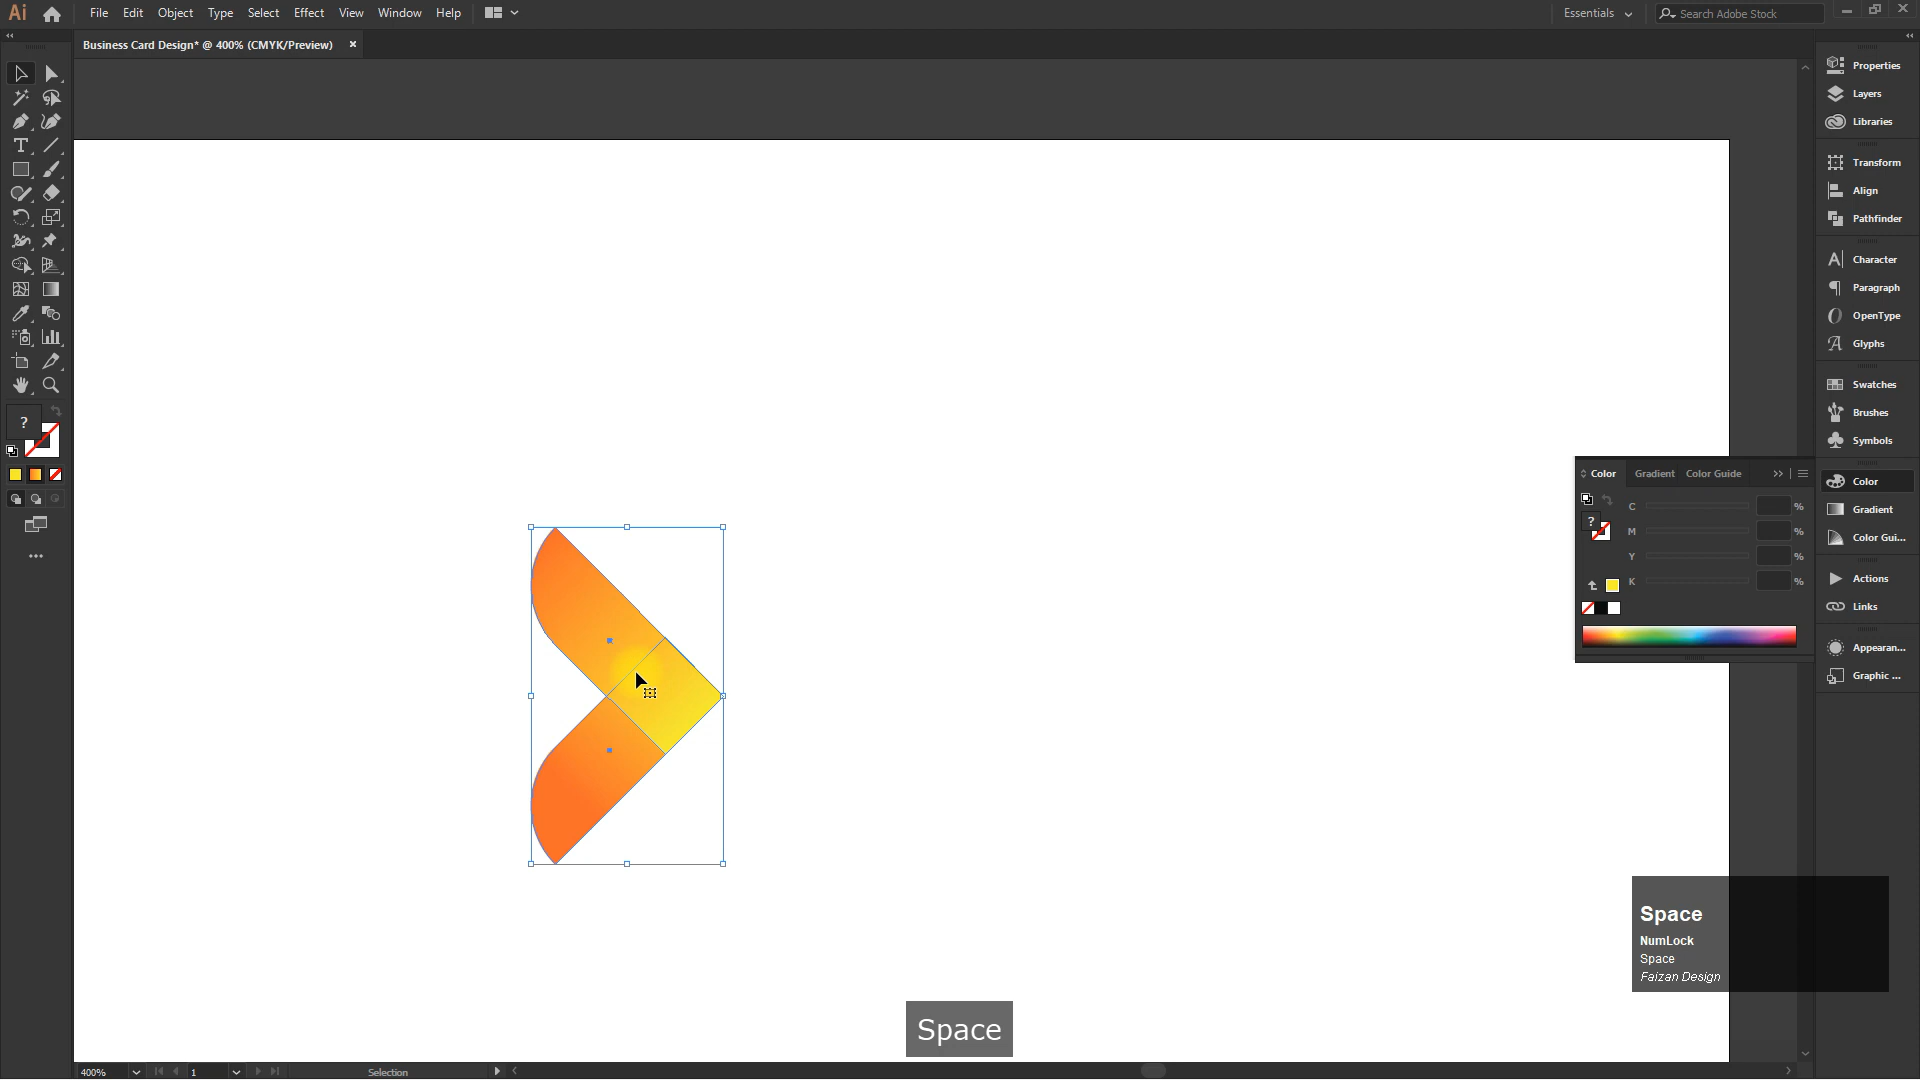 Ai
File Edit Object Type Select Effect View Window Help
Essentials
Search Adobe Stock
Business Card Design* @ 400% (CMYK/Preview)
Properties
Layers
Libraries
Transform
Align
Pathfinder
Character
Paragraph
OpenType
Glyphs
Swatches
Brushes
Symbols
Color
Gradient
Color Gui...
Actions
Links
Appearan...
Graphic ...
?
Color Gradient Color Guide
C %
?
M %
Y %
K %
Space
NumLock
Space
Faizan Design
Space
400% 1 Selection